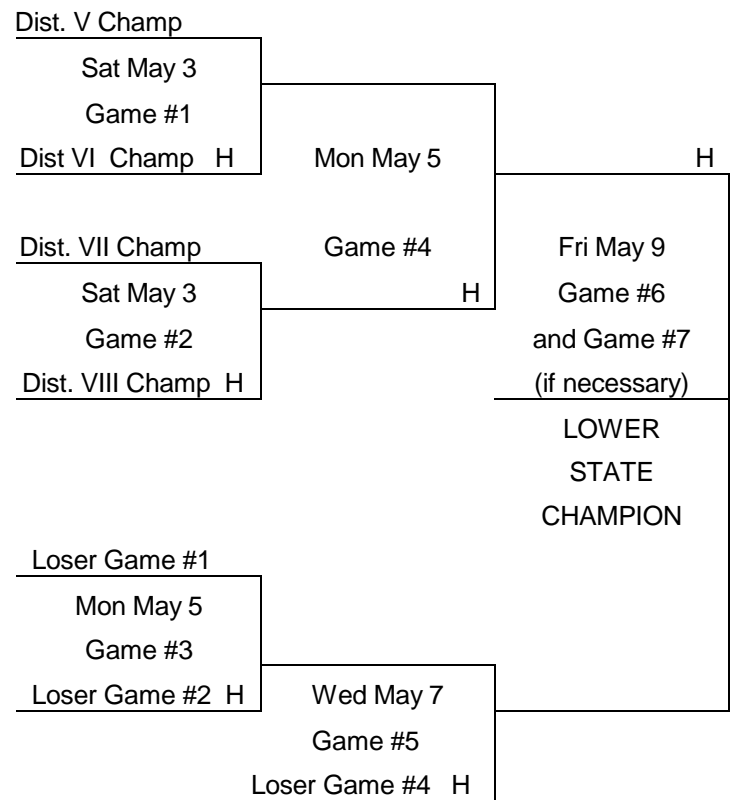 Dist. V Champ
Sat May 3
Game #1
Dist VI Champ H
Mon May 5
H
Dist. VII Champ
Game #4
Fri May 9
Sat May 3
H
Game #6
Game #2
and Game #7
Dist. VIII Champ H
(if necessary)
LOWER
STATE
CHAMPION
Loser Game #1
Mon May 5
Game #3
Loser Game #2 H
Wed May 7
Game #5
Loser Game #4 H